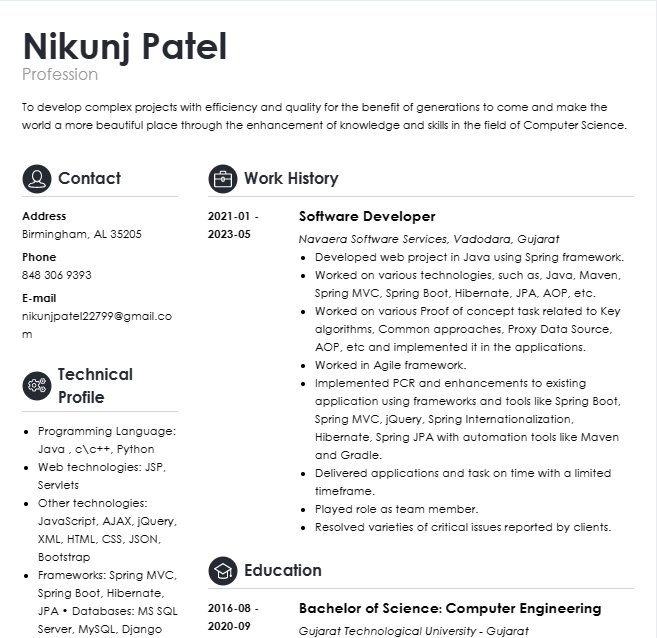 Nikunj Patel
Profession
To develop complex projects with efficiency and quality for the benefit of generations to come and make the
world a more beautiful place through the enhancement of knowledge and skills in the field of Computer Science.
Contact
Address
Birmingham, AL 35205
Phone
848 306 9393
E-mail
nikunjpatel22799@gmail.co
m
Technical
Profile
• Programming Language:
Java , c\c++, Python
• Web technologies: JSP,
Servlets
• Other technologies:
JavaScript, AJAX, jQuery,
XML, HTML, CSS, JSON,
Bootstrap
• Frameworks: Spring MVC,
Spring Boot, Hibernate,
JPA • Databases: MS SQL
Server, MySQL, Django
Work History
2021-01 -
2023-05
Software Developer
Navaera Software Services, Vadodara, Gujarat
• Developed web project in Java using Spring framework.
• Worked on various technologies, such as, Java, Maven,
Spring MVC, Spring Boot, Hibernate, JPA, AOP, etc.
• Worked on various Proof of concept task related to Key
algorithms, Common approaches, Proxy Data Source,
AOP, etc and implemented it in the applications.
• Worked in Agile framework.
• Implemented PCR and enhancements to existing
application using frameworks and tools like Spring Boot,
Spring MVC, jQuery, Spring Internationalization,
Hibernate, Spring JPA with automation tools like Maven
and Gradle.
• Delivered applications and task on time with a limited
timeframe.
• Played role as team member.
• Resolved varieties of critical issues reported by clients.
Education
2016-08 -
2020-09
Bachelor of Science: Computer Engineering
Gujarat Technological University - Gujarat